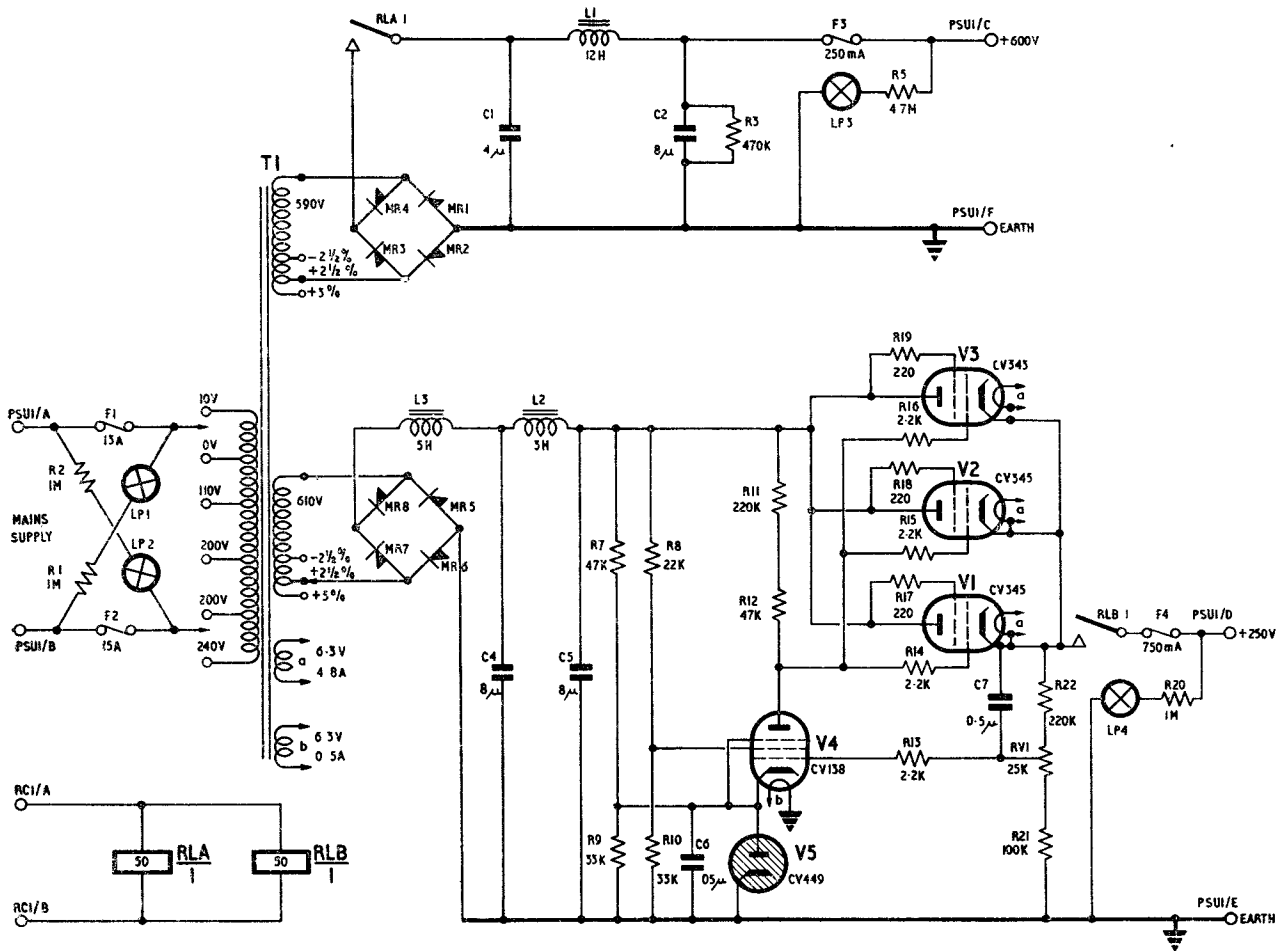 RLA 1
L1
12H
F3
250mA
PSU1/C
+600V
R5
4.7M
LP3
C1
4μ
C2
8μ
R3
470K
T1
590V
MR4
MR1
MR3
MR2
-2½%
+2½%
+5%
PSU1/F
EARTH
R19
220
V3
CV345
a
R16
2.2K
10V
PSU1/A
F1
15A
0V
R2
1M
LP1
110V
MAINS
SUPPLY
LP2
200V
R1
1M
200V
F2
15A
PSU1/B
240V
L3
5H
L2
3H
610V
MR8
MR5
MR7
MR6
-2½%
+2½%
+5%
R7
47K
R8
22K
R11
220K
R12
47K
R18
220
V2
CV345
a
R15
2.2K
R17
220
V1
CV345
a
R14
2.2K
RLB 1
F4
750mA
PSU1/D
+250V
a
6.3V
4.8A
b
6.3V
0.5A
C4
8μ
C5
8μ
C7
0.5μ
R22
220K
LP4
R20
1M
V4
CV138
b
R13
2.2K
RV1
25K
R9
33K
R10
33K
C6
.05μ
V5
CV449
R21
100K
RC1/A
50
RLA
1
50
RLB
1
RC1/B
PSU1/E
EARTH